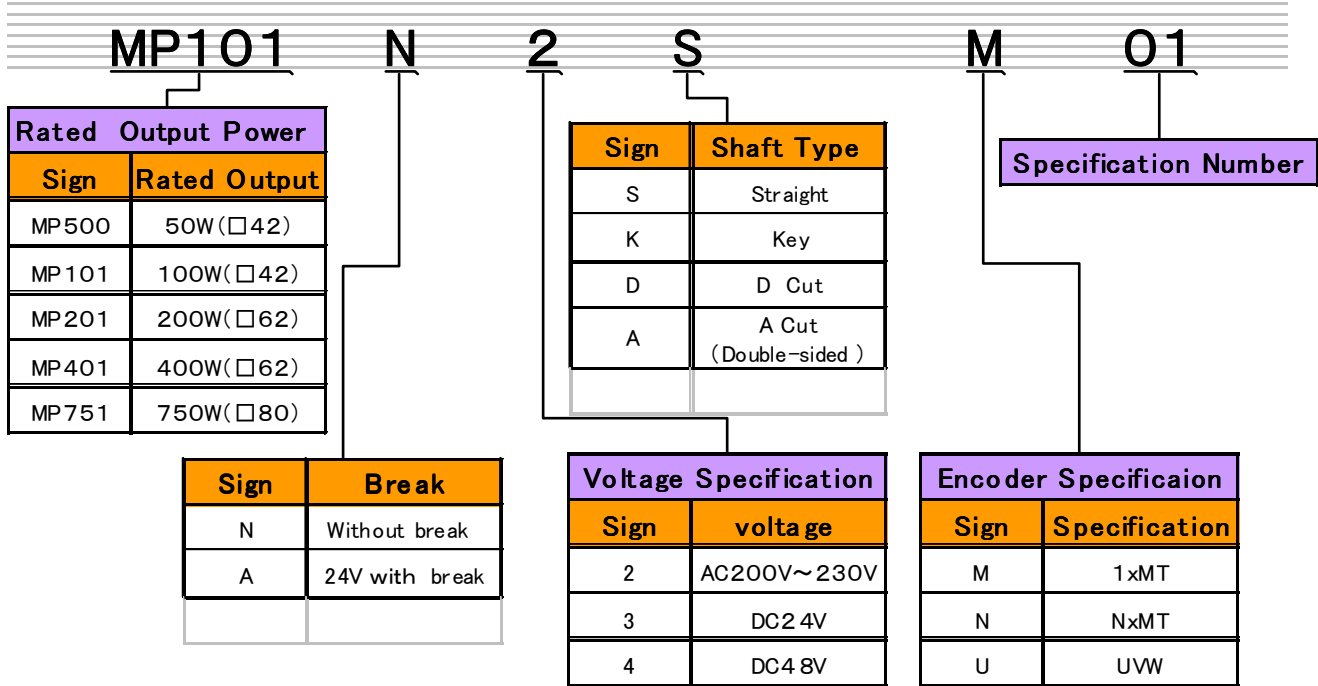 MP101 N 2 S M 01
Rated Output Power
Sign Rated Output
MP500 50W(□42)
MP101 100W(□42)
MP201 200W(□62)
MP401 400W(□62)
MP751 750W(□80)
Sign Shaft Type
S Straight
K Key
D D Cut
A A Cut
(Double-sided)
Specification Number
Sign Break
N Without break
A 24V with break
Voltage Specification
Sign voltage
2 AC200V～230V
3 DC24V
4 DC48V
Encoder Specificaion
Sign Specification
M 1xMT
N NxMT
U UVW